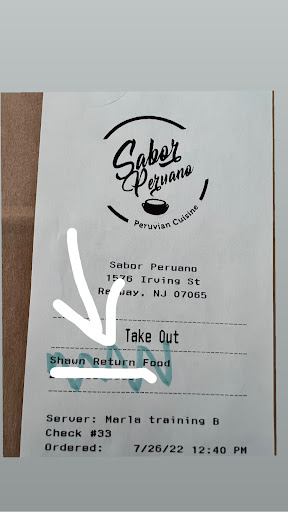 Sabor
Peruano
Peruvian Cuisine
Sabor Peruano
1576 Irving St
NJ 07065
Take Out
Shawn Return Food
Server: Marla training B
Check #33
Ordered: 7/26/22 12:40 PM